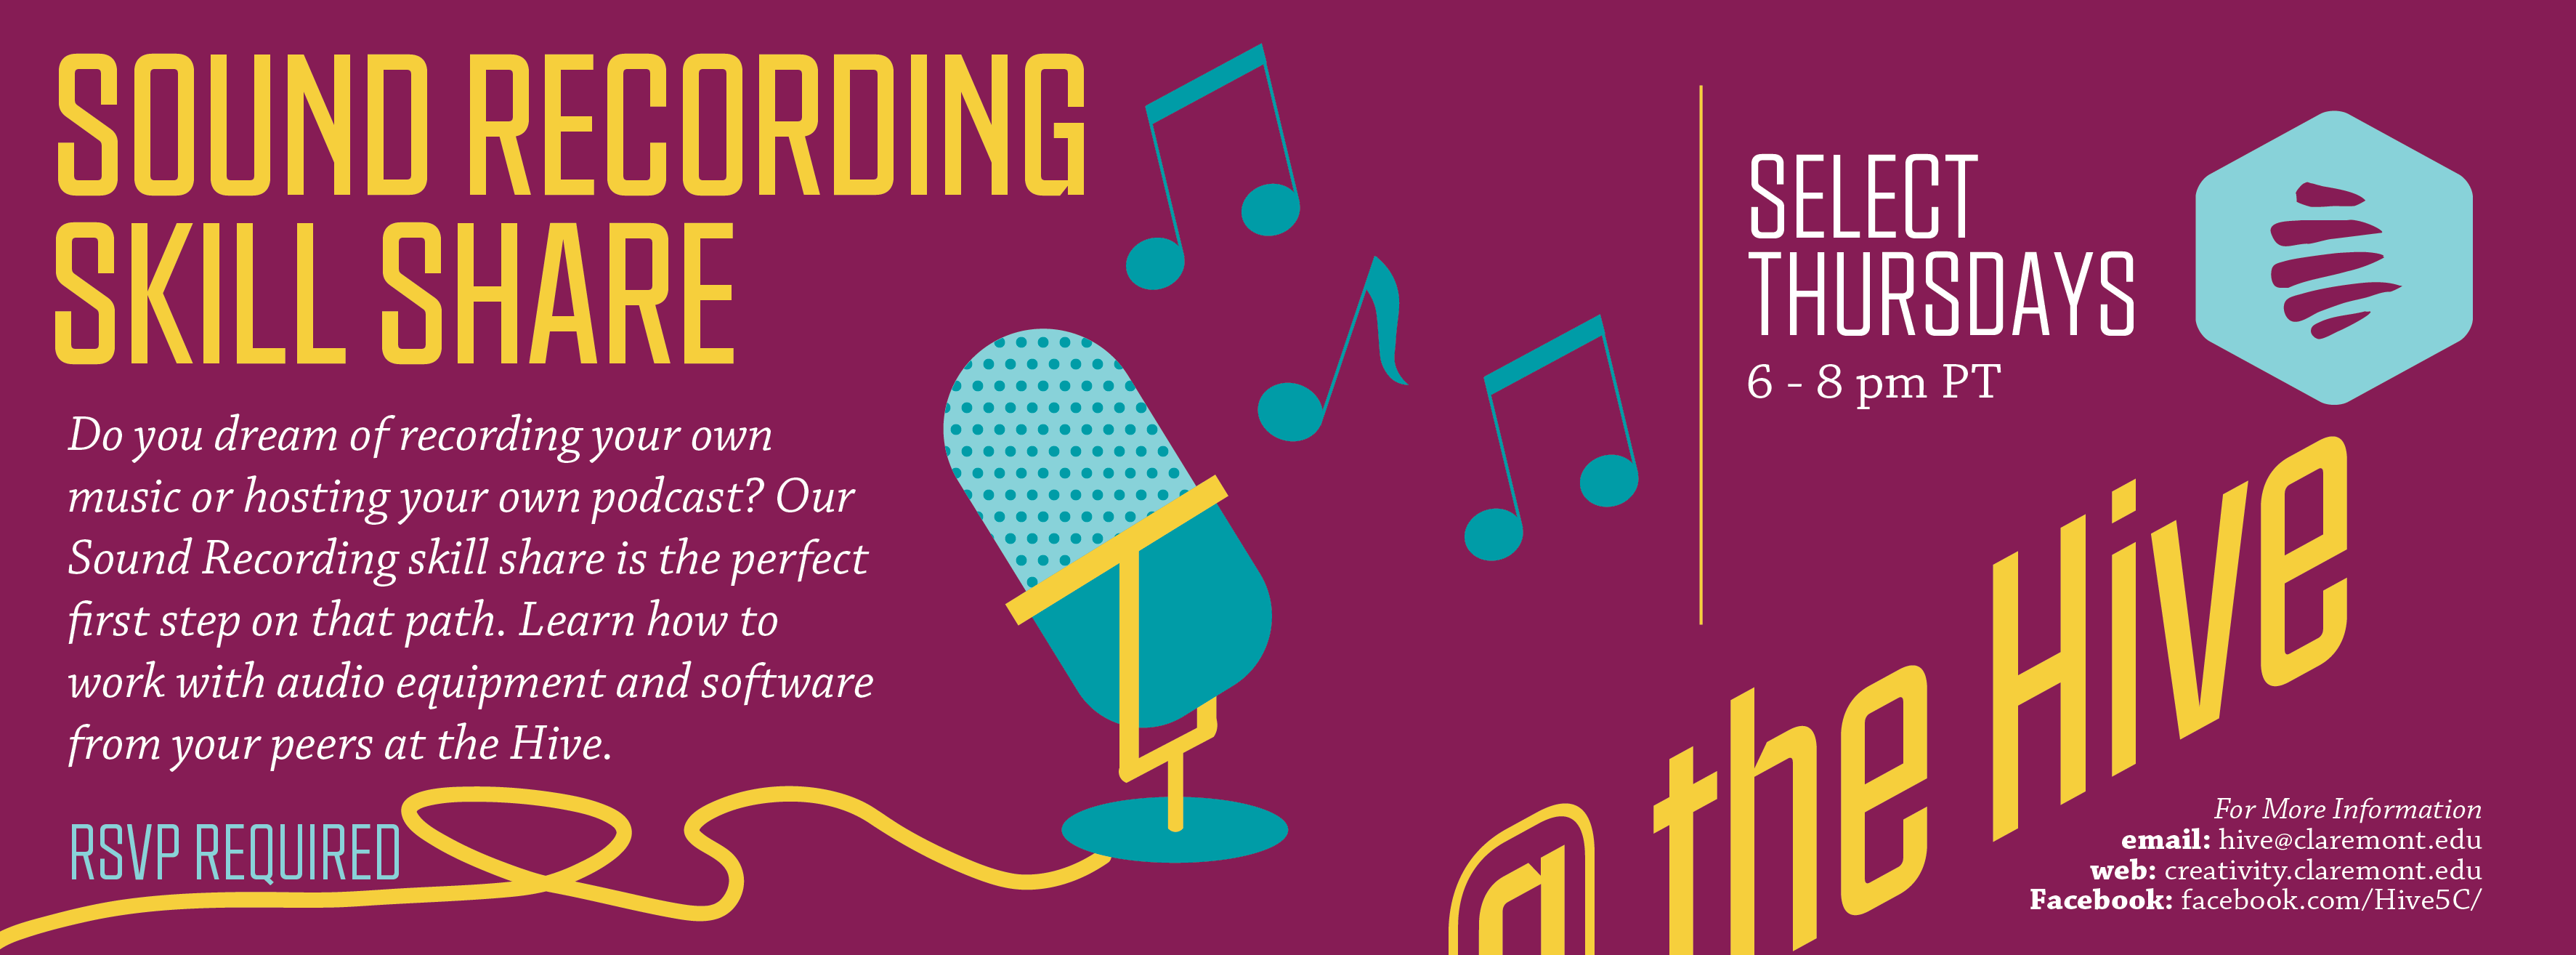 SOUND RECORDING
SKILL SHARE
Do you dream of recording your own
music or hosting your own podcast? Our
Sound Recording skill share is the perfect
first step on that path. Learn how to
work with audio equipment and software
from your peers at the Hive.
RSVP REQUIRED
SELECT
THURSDAYS
6 - 8 pm PT
@ the Hive
For More Information
email: hive@claremont.edu
web: creativity.claremont.edu
Facebook: facebook.com/Hive5C/